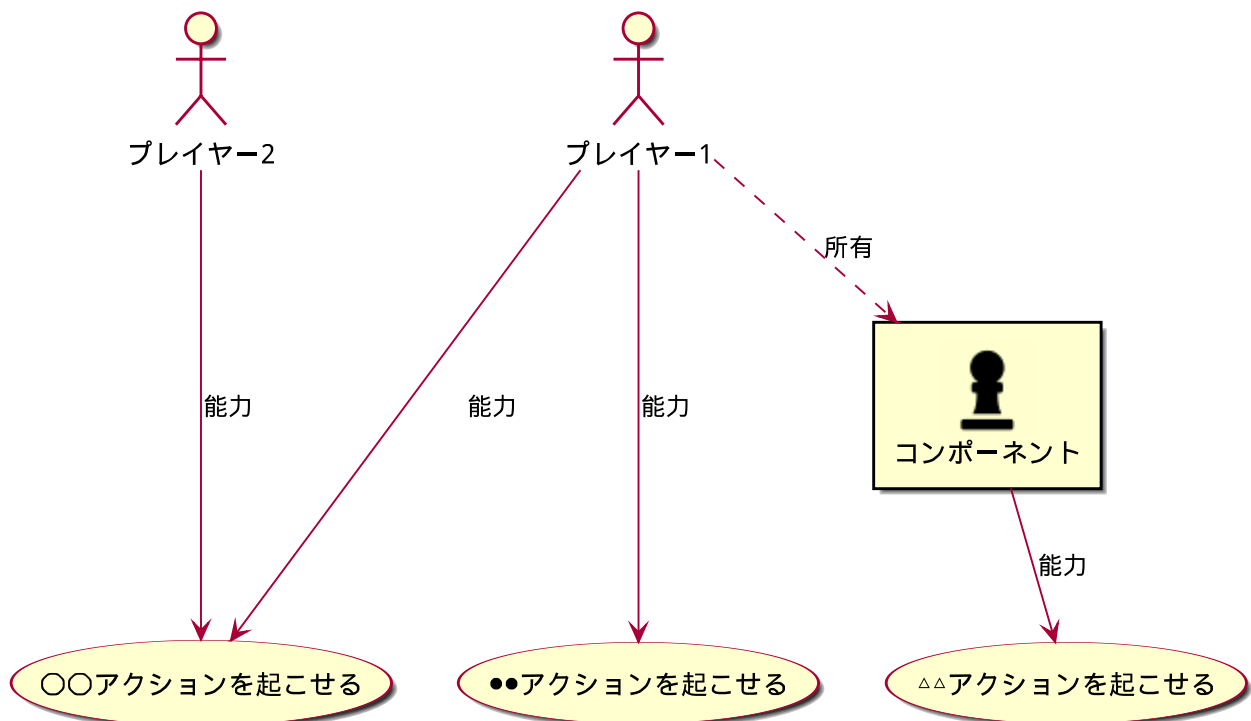 プレイヤー2
プレイヤー1
所有
能力
能力
能力
コンポーネント
能力
〇〇アクションを起こせる
●●アクションを起こせる
△△アクションを起こせる